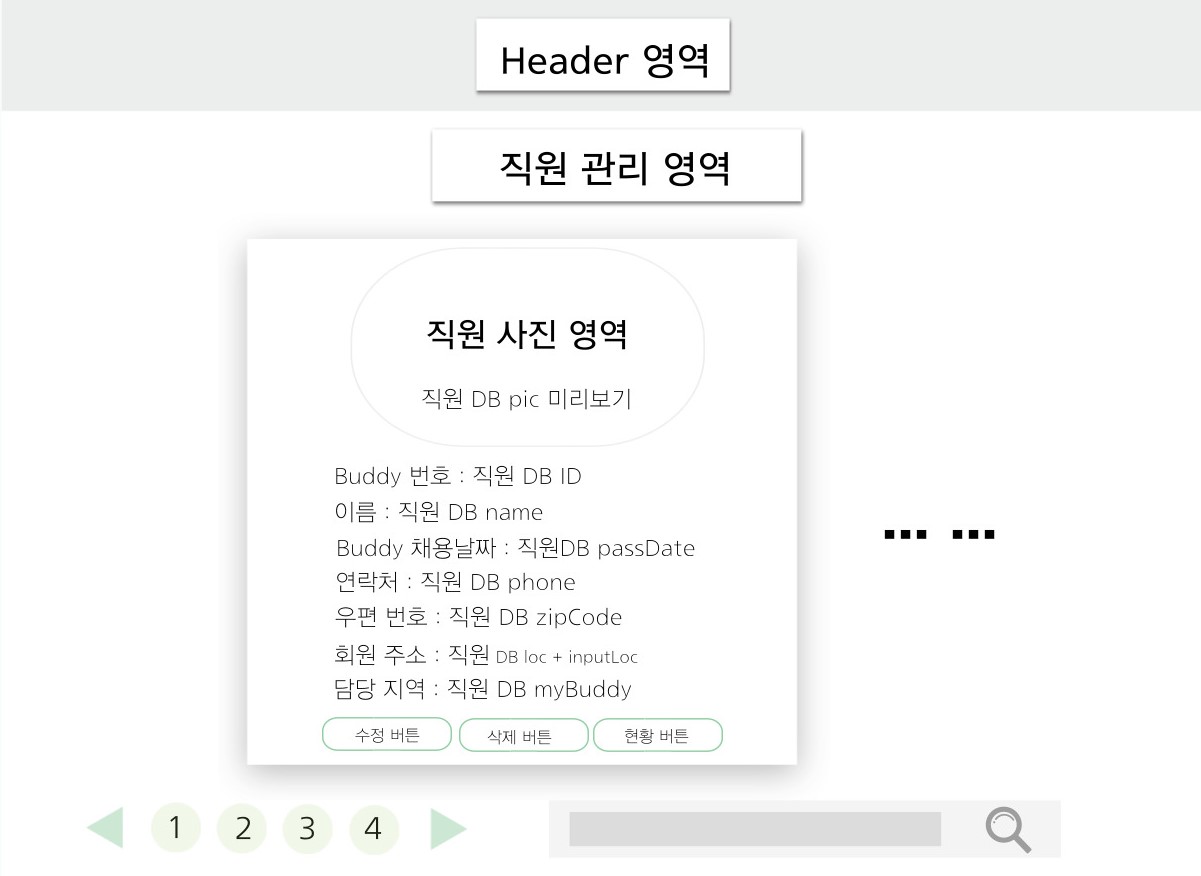 Header 영역
직원 관리 영역
직원 사진 영역
직원 DB pic 미리보기
Buddy 번호 : 직원 DB ID
이름 : 직원 DB name
Buddy 채용날짜 : 직원DB passDate
연락처 : 직원 DB phone
우편 번호 : 직원 DB zipCode
회원 주소 : 직원 DB loc + inputLoc
담당 지역 : 직원 DB myBuddy
수정 버튼 삭제 버튼 현황 버튼
... ...
1 2 3 4